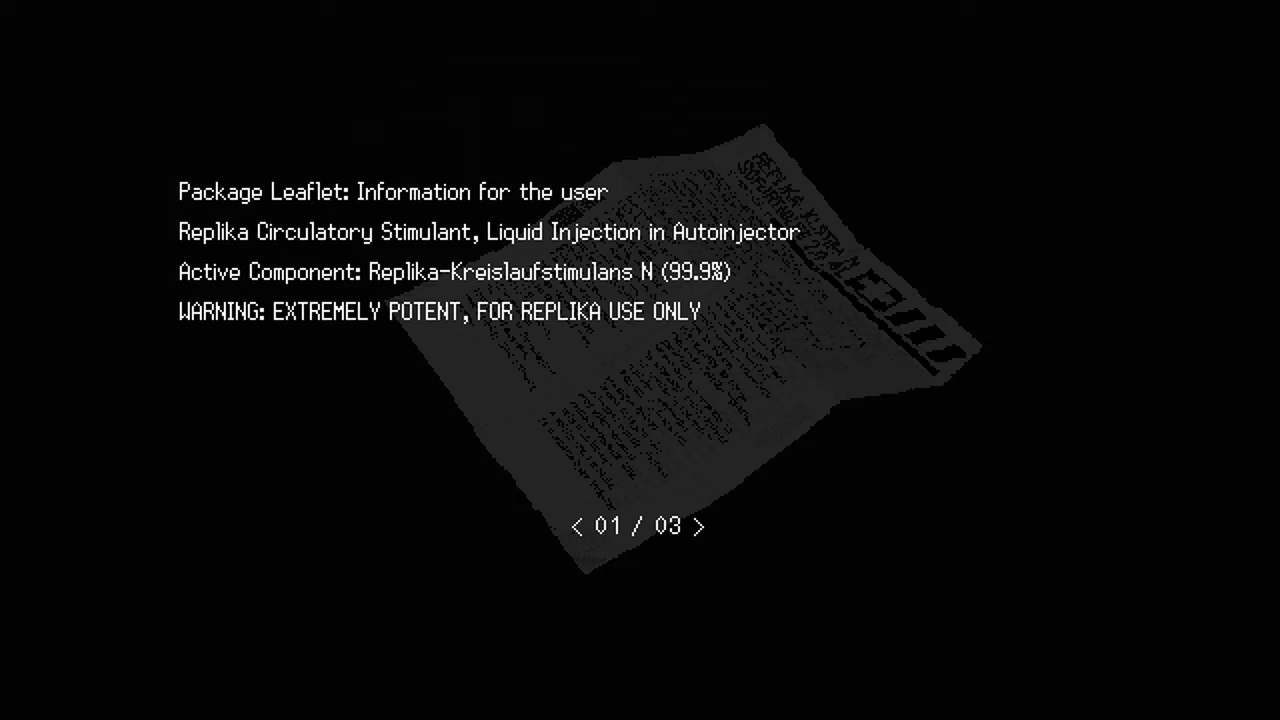 Package Leaflet: Information for the user
Replika Circulatory Stimulant, Liquid Injection in Autoinjector
Active Component: Replika-Kreislaufstimulans N (99.9%)
WARNING: EXTREMELY POTENT, FOR REPLIKA USE ONLY
< 01 / 03 >